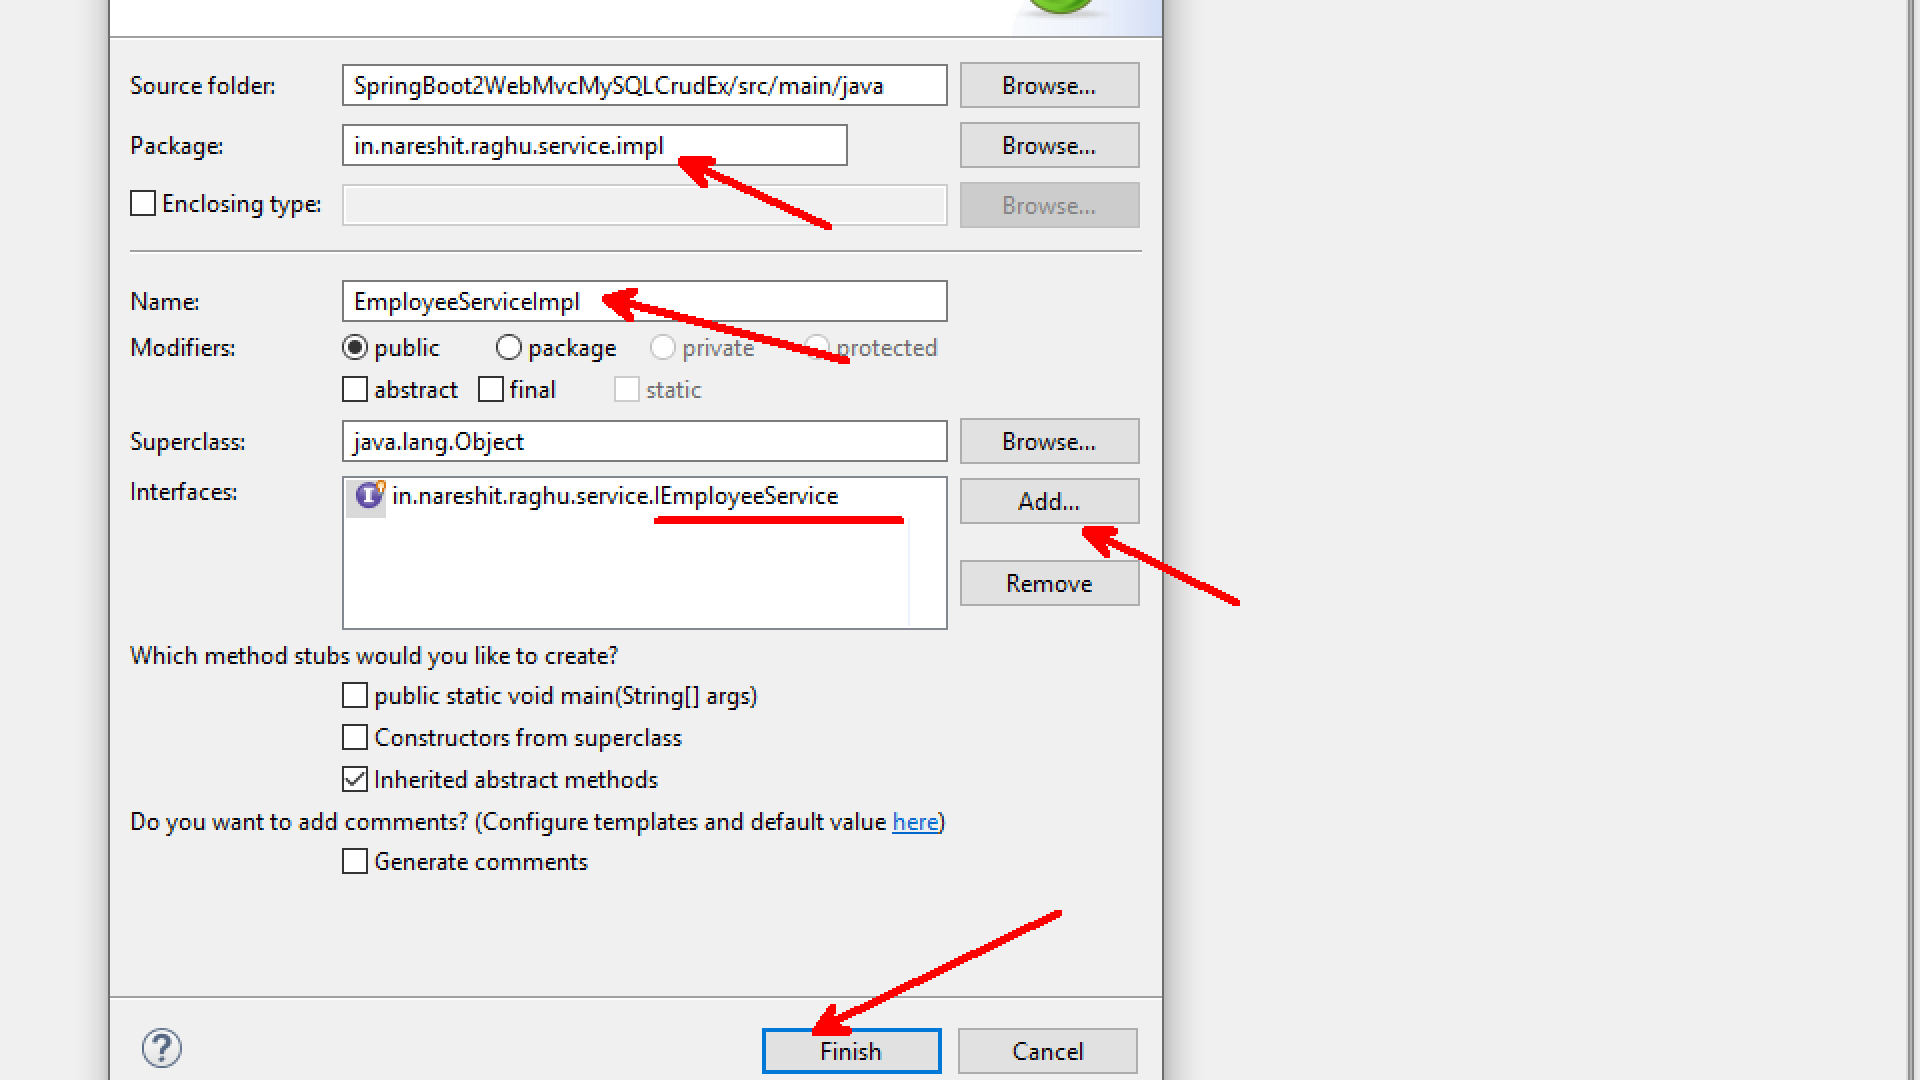 Source folder: SpringBoot2WebMvcMySQLCrudEx/src/main/java Browse...
Package: in.nareshit.raghu.service.impl Browse...
Enclosing type: Browse...
Name: EmployeeServiceImpl
Modifiers: public package private protected
abstract final static
Superclass: java.lang.Object Browse...
Interfaces: in.nareshit.raghu.service.IEmployeeService Add...
Remove
Which method stubs would you like to create?
public static void main(String[] args)
Constructors from superclass
Inherited abstract methods
Do you want to add comments? (Configure templates and default value here)
Generate comments
? Finish Cancel